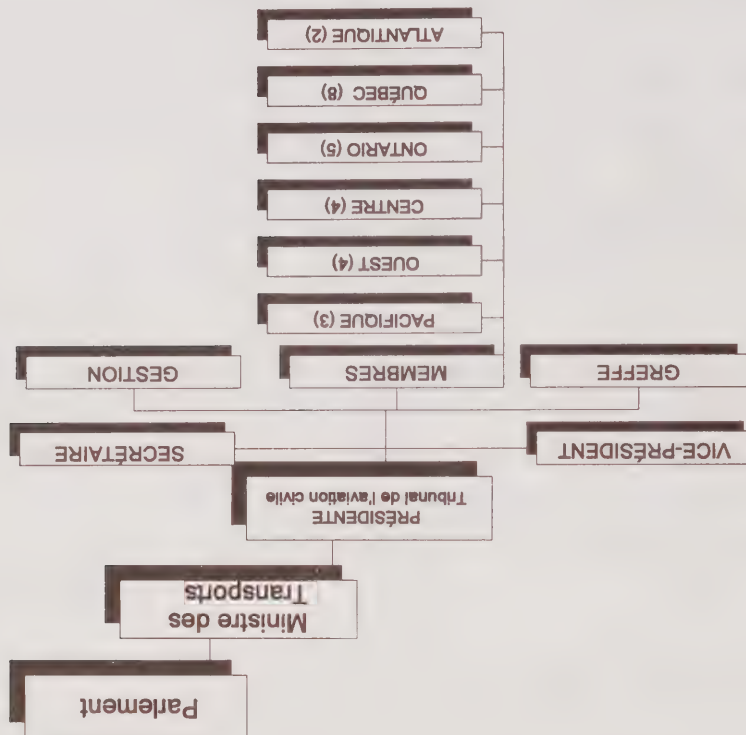 Parlement
Ministre des
Transports
PRÉSIDENTE
Tribunal de l'aviation civile
VICE-PRÉSIDENT
SECRÉTAIRE
GREFFE
MEMBRES
GESTION
PACIFIQUE (3)
OUEST (4)
CENTRE (4)
ONTARIO (5)
QUÉBEC (8)
ATLANTIQUE (2)